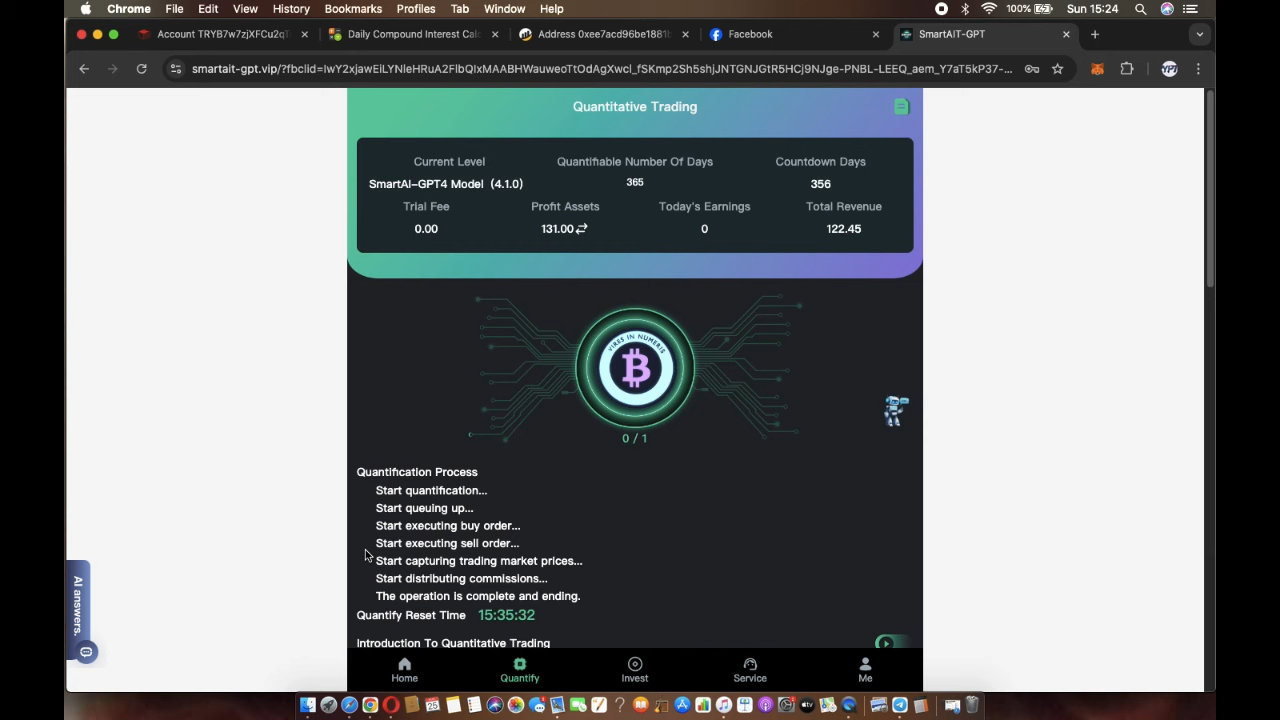 Chrome File Edit View History Bookmarks Profiles Tab Window Help 100% Sun 15:24
Account TRYB7w7zjXFCu2q Daily Compound Interest Calc Address 0xee7acd96be1881b Facebook SmartAIT-GPT
smartait-gpt.vip/?fbclid=IwY2xjawEiLYNleHRuA2FlbQIxMAABHWauweoTtOdAgXwcl_fSKmp2Sh5shjJNTGNJGtR5HCj9NJge-PNBL-LEEQ_aem_Y7aT5kP37-...
Quantitative Trading
Current Level Quantifiable Number Of Days Countdown Days
SmartAI-GPT4 Model (4.1.0) 365 356
Trial Fee Profit Assets Today's Earnings Total Revenue
0.00 131.00 0 122.45
VIRES IN NUMERIS
0 / 1
Quantification Process
Start quantification...
Start queuing up...
Start executing buy order...
Start executing sell order...
Start capturing trading market prices...
Start distributing commissions...
The operation is complete and ending.
Quantify Reset Time 15:35:32
Introduction To Quantitative Trading
AI answers.
Home Quantify Invest Service Me